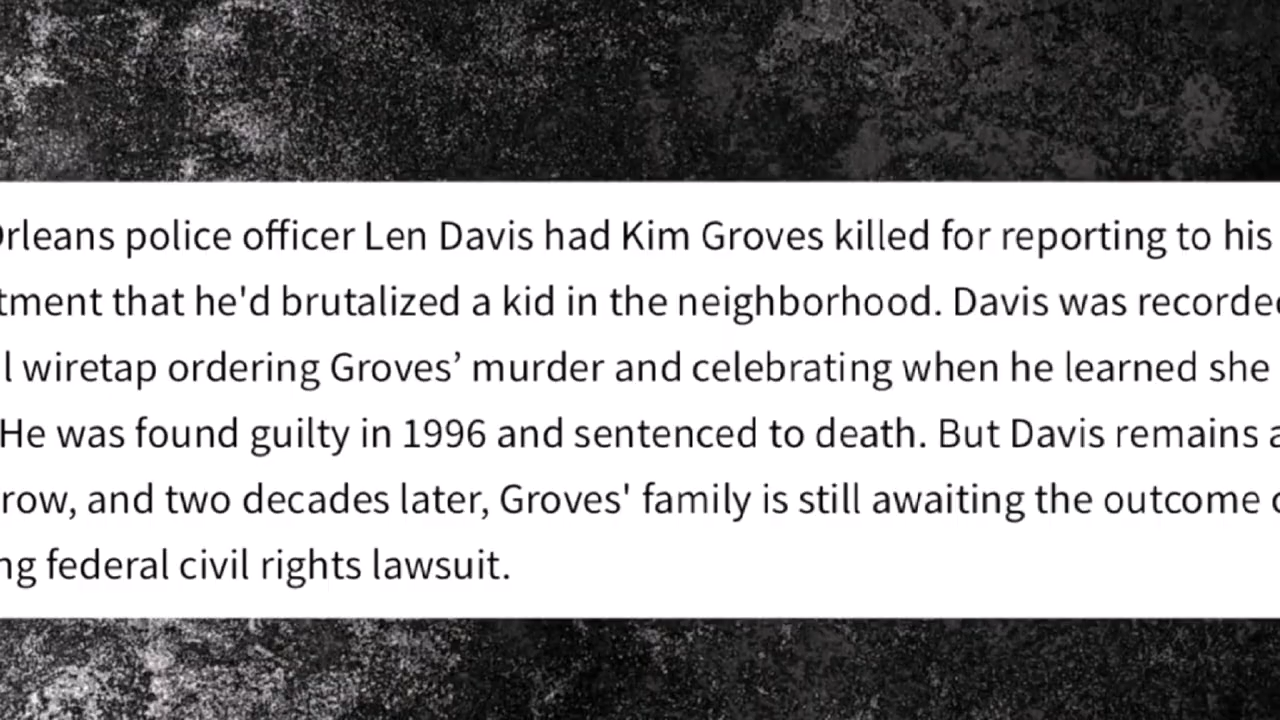 Orleans police officer Len Davis had Kim Groves killed for reporting to his
tment that he'd brutalized a kid in the neighborhood. Davis was recorded
l wiretap ordering Groves’ murder and celebrating when he learned she
He was found guilty in 1996 and sentenced to death. But Davis remains a
row, and two decades later, Groves' family is still awaiting the outcome o
ng federal civil rights lawsuit.